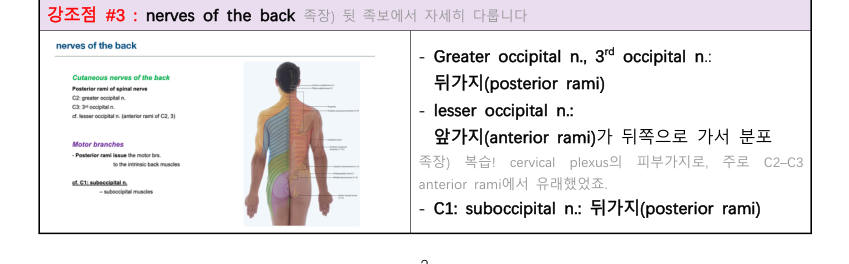 강조점 #3 : nerves of the back 족장) 뒷 족보에서 자세히 다룹니다
nerves of the back
Cutaneous nerves of the back
Posterior rami of spinal nerve
C2: greater occipital n.
C3: 3rd occipital n.
cf. lesser occipital n. (anterior rami of C2, 3)
Motor branches
- Posterior rami issue the motor brs.
to the intrinsic back muscles
cf. C1: suboccipital n.
– suboccipital muscles
- Greater occipital n., 3rd occipital n.:
뒤가지(posterior rami)
- lesser occipital n.:
앞가지(anterior rami)가 뒤쪽으로 가서 분포
족장) 복습! cervical plexus의 피부가지로, 주로 C2–C3
anterior rami에서 유래했었죠.
- C1: suboccipital n.: 뒤가지(posterior rami)